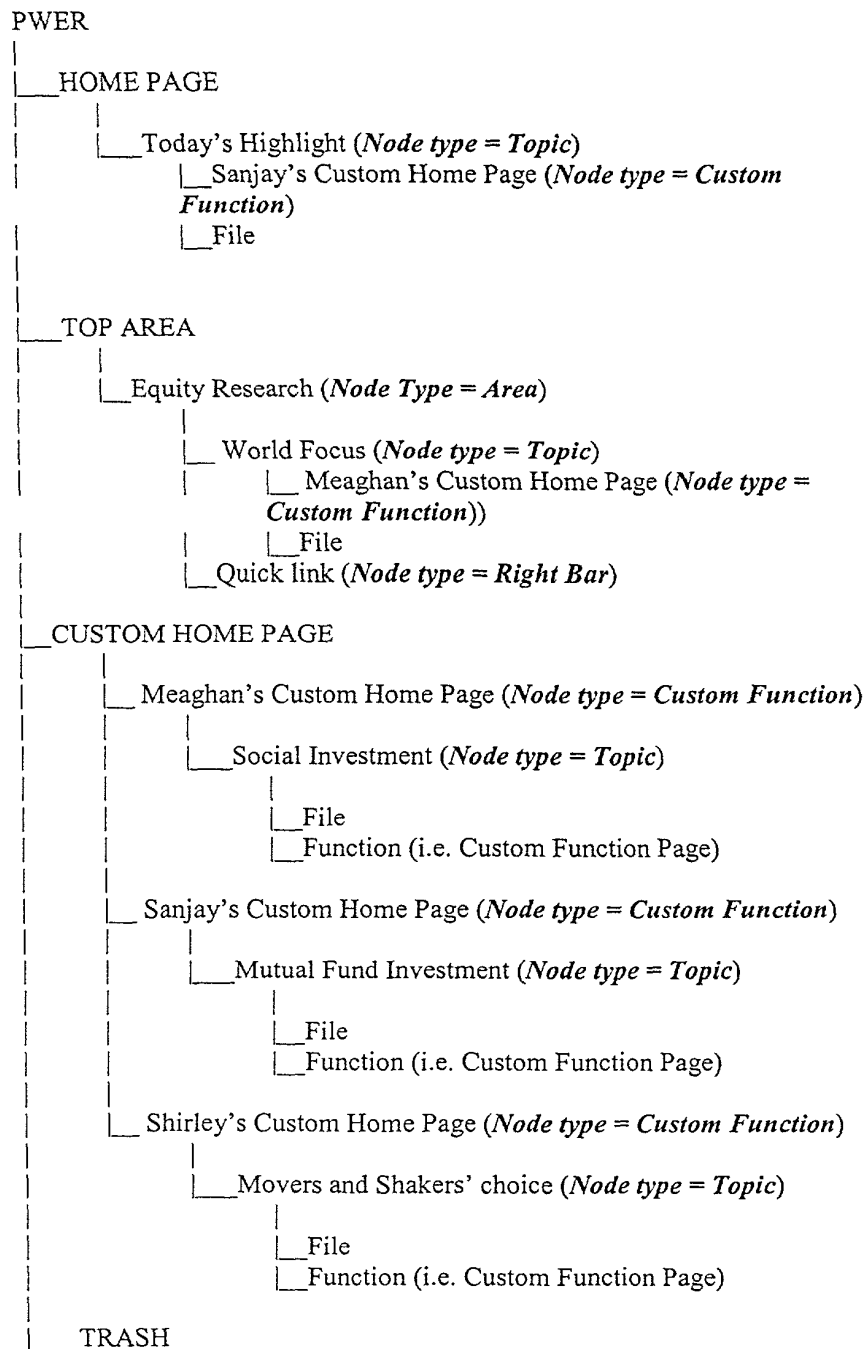 PWER
HOME PAGE
Today's Highlight (Node type = Topic)
Sanjay's Custom Home Page (Node type = Custom
Function)
File
TOP AREA
Equity Research (Node Type = Area)
World Focus (Node type = Topic)
Meaghan's Custom Home Page (Node type =
Custom Function))
File
Quick link (Node type = Right Bar)
CUSTOM HOME PAGE
Meaghan's Custom Home Page (Node type = Custom Function)
Social Investment (Node type = Topic)
File
Function (i.e. Custom Function Page)
Sanjay's Custom Home Page (Node type = Custom Function)
Mutual Fund Investment (Node type = Topic)
File
Function (i.e. Custom Function Page)
Shirley's Custom Home Page (Node type = Custom Function)
Movers and Shakers' choice (Node type = Topic)
File
Function (i.e. Custom Function Page)
TRASH